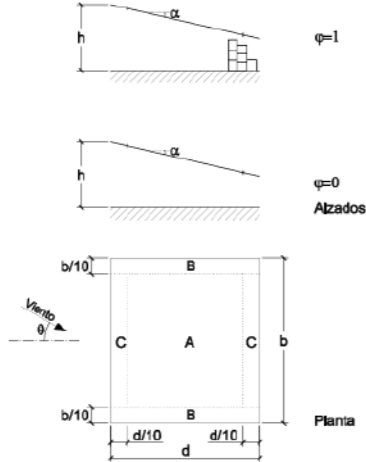 α
h
φ=1
α
h
φ=0
Alzados
b/10
B
Viento
θ
C
A
C
b
b/10
B
Planta
d/10
d/10
d